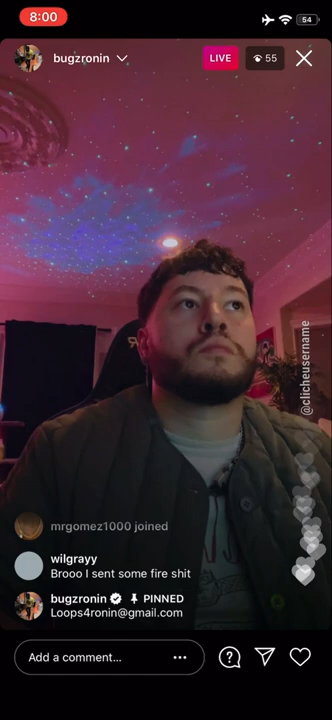 8:00
54
bugzronin
LIVE
55
@clicheusername
mrgomez1000 joined
wilgrayy
Brooo I sent some fire shit
bugzronin PINNED
Loops4ronin@gmail.com
Add a comment...